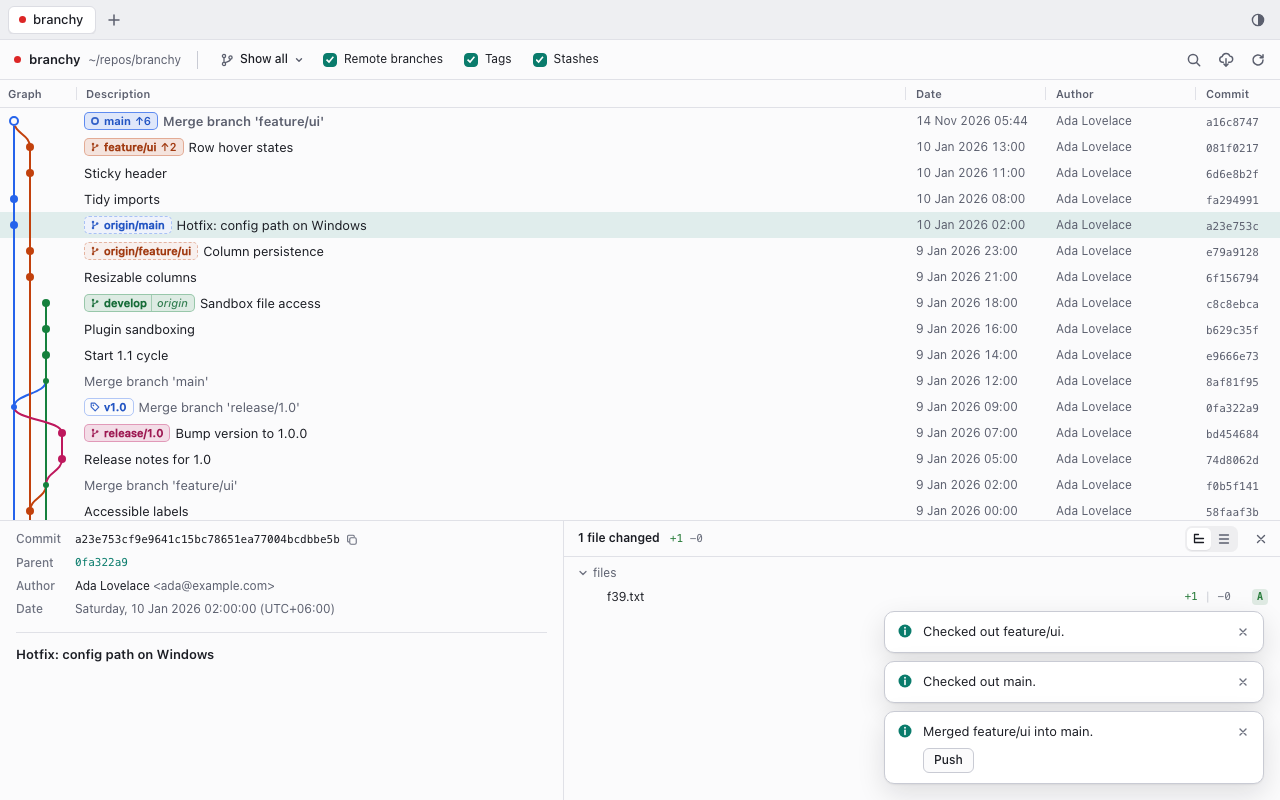 branchy
branchy ~/repos/branchy Show all Remote branches Tags Stashes
Graph Description Date Author Commit
main ↑6 Merge branch 'feature/ui' 14 Nov 2026 05:44 Ada Lovelace a16c8747
feature/ui ↑2 Row hover states 10 Jan 2026 13:00 Ada Lovelace 081f0217
Sticky header 10 Jan 2026 11:00 Ada Lovelace 6d6e8b2f
Tidy imports 10 Jan 2026 08:00 Ada Lovelace fa294991
origin/main Hotfix: config path on Windows 10 Jan 2026 02:00 Ada Lovelace a23e753c
origin/feature/ui Column persistence 9 Jan 2026 23:00 Ada Lovelace e79a9128
Resizable columns 9 Jan 2026 21:00 Ada Lovelace 6f156794
develop origin Sandbox file access 9 Jan 2026 18:00 Ada Lovelace c8c8ebca
Plugin sandboxing 9 Jan 2026 16:00 Ada Lovelace b629c35f
Start 1.1 cycle 9 Jan 2026 14:00 Ada Lovelace e9666e73
Merge branch 'main' 9 Jan 2026 12:00 Ada Lovelace 8af81f95
v1.0 Merge branch 'release/1.0' 9 Jan 2026 09:00 Ada Lovelace 0fa322a9
release/1.0 Bump version to 1.0.0 9 Jan 2026 07:00 Ada Lovelace bd454684
Release notes for 1.0 9 Jan 2026 05:00 Ada Lovelace 74d8062d
Merge branch 'feature/ui' 9 Jan 2026 02:00 Ada Lovelace f0b5f141
Accessible labels 9 Jan 2026 00:00 Ada Lovelace 58faaf3b
Commit a23e753cf9e9641c15bc78651ea77004bcdbbe5b
Parent 0fa322a9
Author Ada Lovelace <ada@example.com>
Date Saturday, 10 Jan 2026 02:00:00 (UTC+06:00)
Hotfix: config path on Windows
1 file changed +1 −0
files
f39.txt +1 | −0 A
Checked out feature/ui.
Checked out main.
Merged feature/ui into main.
Push